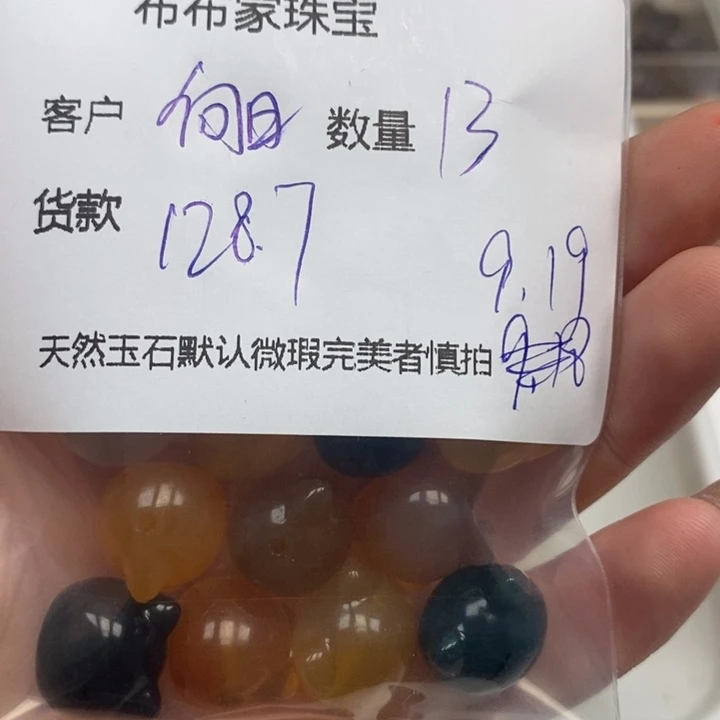 布布家珠宝
客户 向日 数量 13
货款 128.7
9.19
天然玉石默认微瑕完美者慎拍